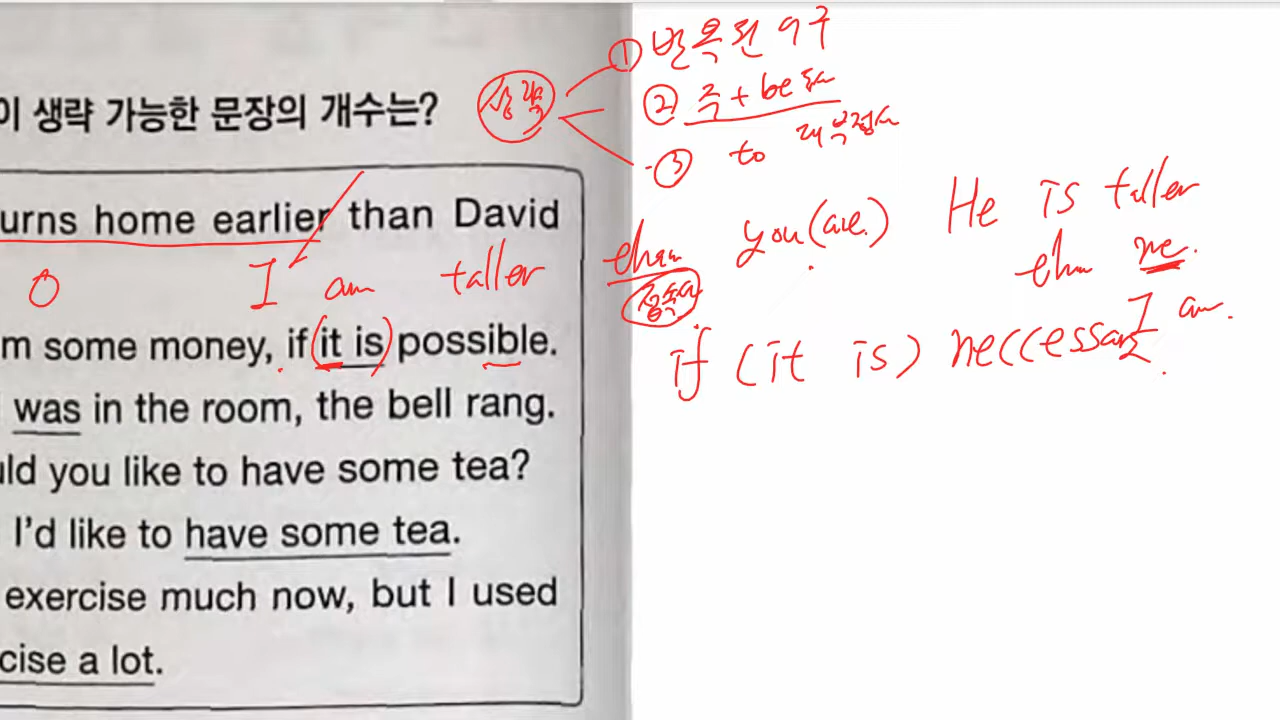 이 생략 가능한 문장의 개수는?
urns home earlier than David
m some money, if (it is) possible.
was in the room, the bell rang.
ld you like to have some tea?
I'd like to have some tea.
exercise much now, but I used
cise a lot.
생략
① 반복된 어구
② 주 + be동사
③ to 대부정사
I am taller than you (are.)
접속사
He is taller
than me.
I am.
if (it is) neccessary.